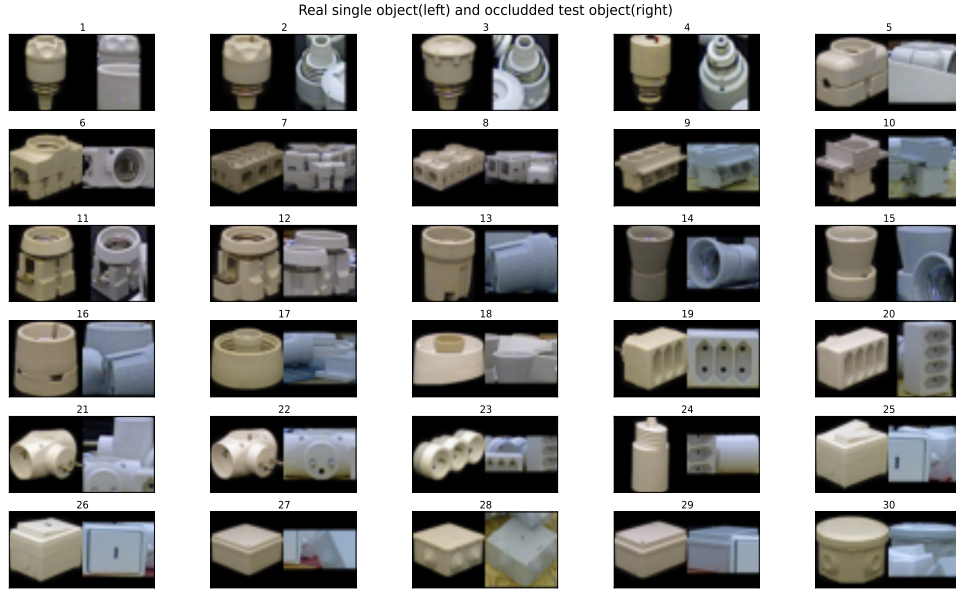 Real single object(left) and occludded test object(right)
1 2 3 4 5
6 7 8 9 10
11 12 13 14 15
16 17 18 19 20
21 22 23 24 25
26 27 28 29 30